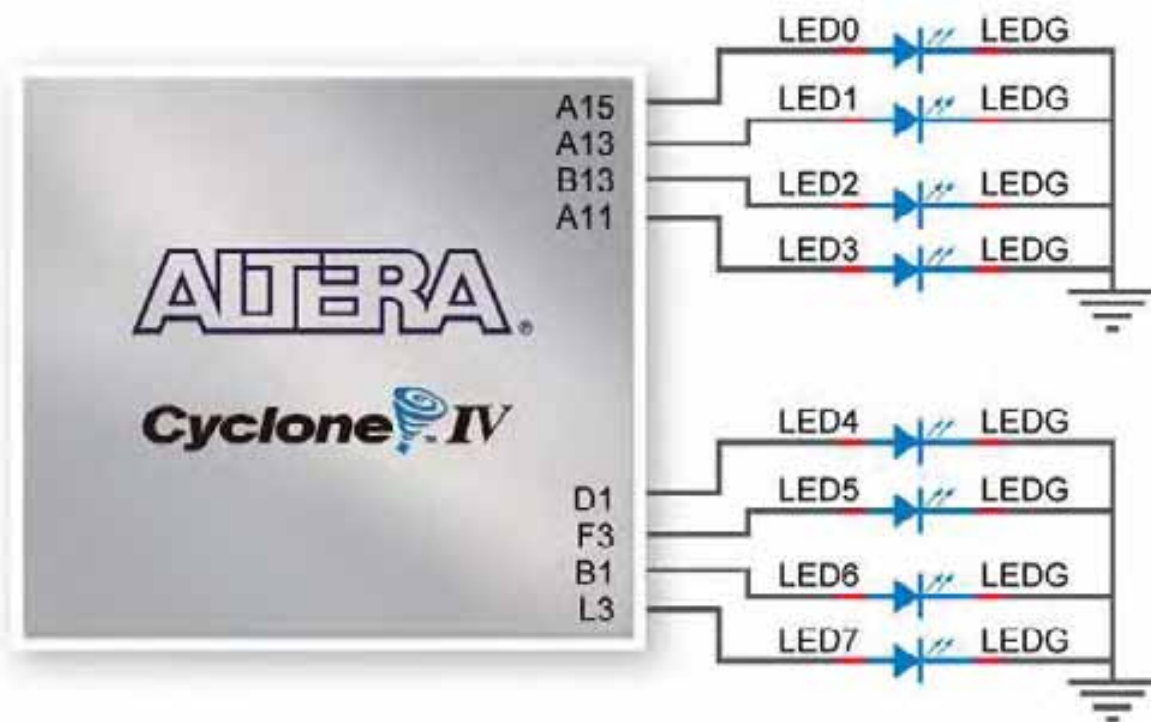 LED0 LEDG
A15
LED1 LEDG
A13
B13
LED2 LEDG
A11
LED3 LEDG
ALTERA®
Cyclone™ IV
LED4 LEDG
D1
LED5 LEDG
F3
B1
LED6 LEDG
L3
LED7 LEDG